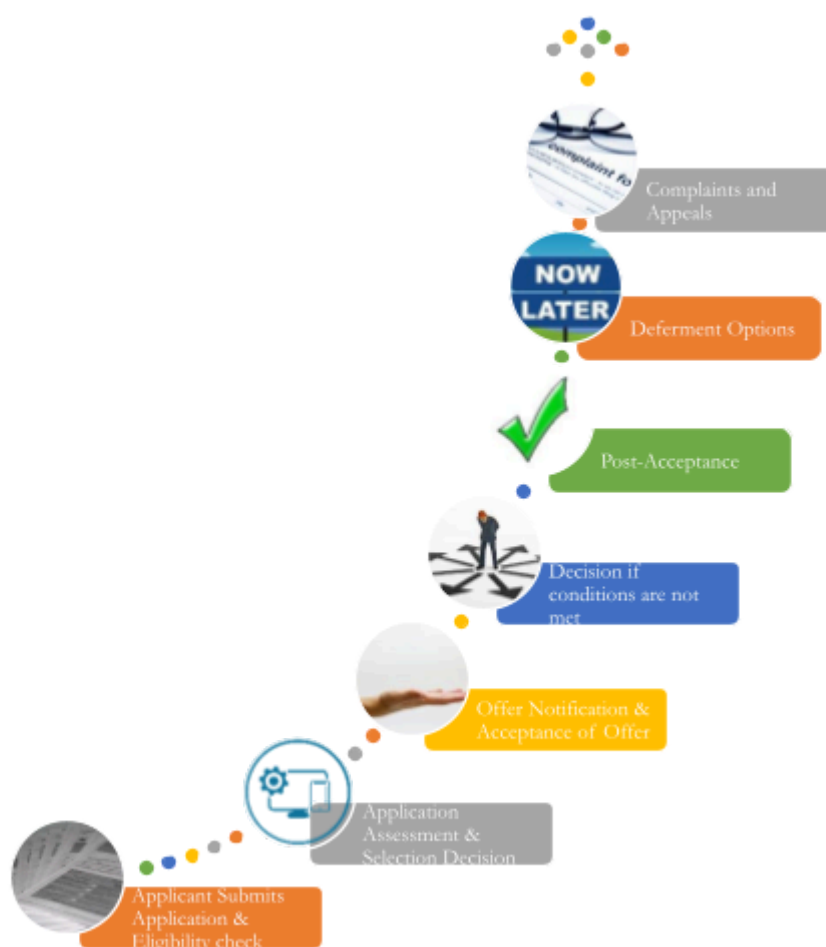 complaint fo
Complaints and
Appeals
NOW
LATER
Deferment Options
Post-Acceptance
Decision if
conditions are not
met
Offer Notification &
Acceptance of Offer
Application
Assessment &
Selection Decision
Applicant Submits
Application &
Eligibility check